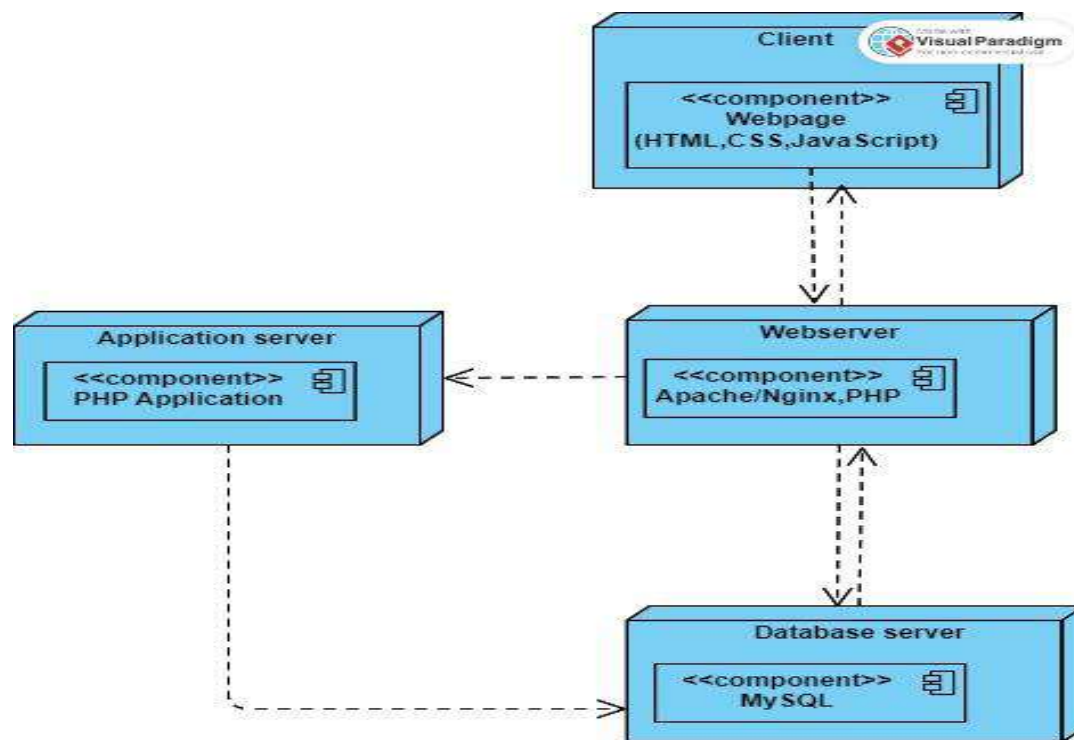 Client
Visual Paradigm
<<component>>
Webpage
(HTML,CSS,JavaScript)
Application server
<<component>>
PHP Application
Webserver
<<component>>
Apache/Nginx,PHP
Database server
<<component>>
MySQL